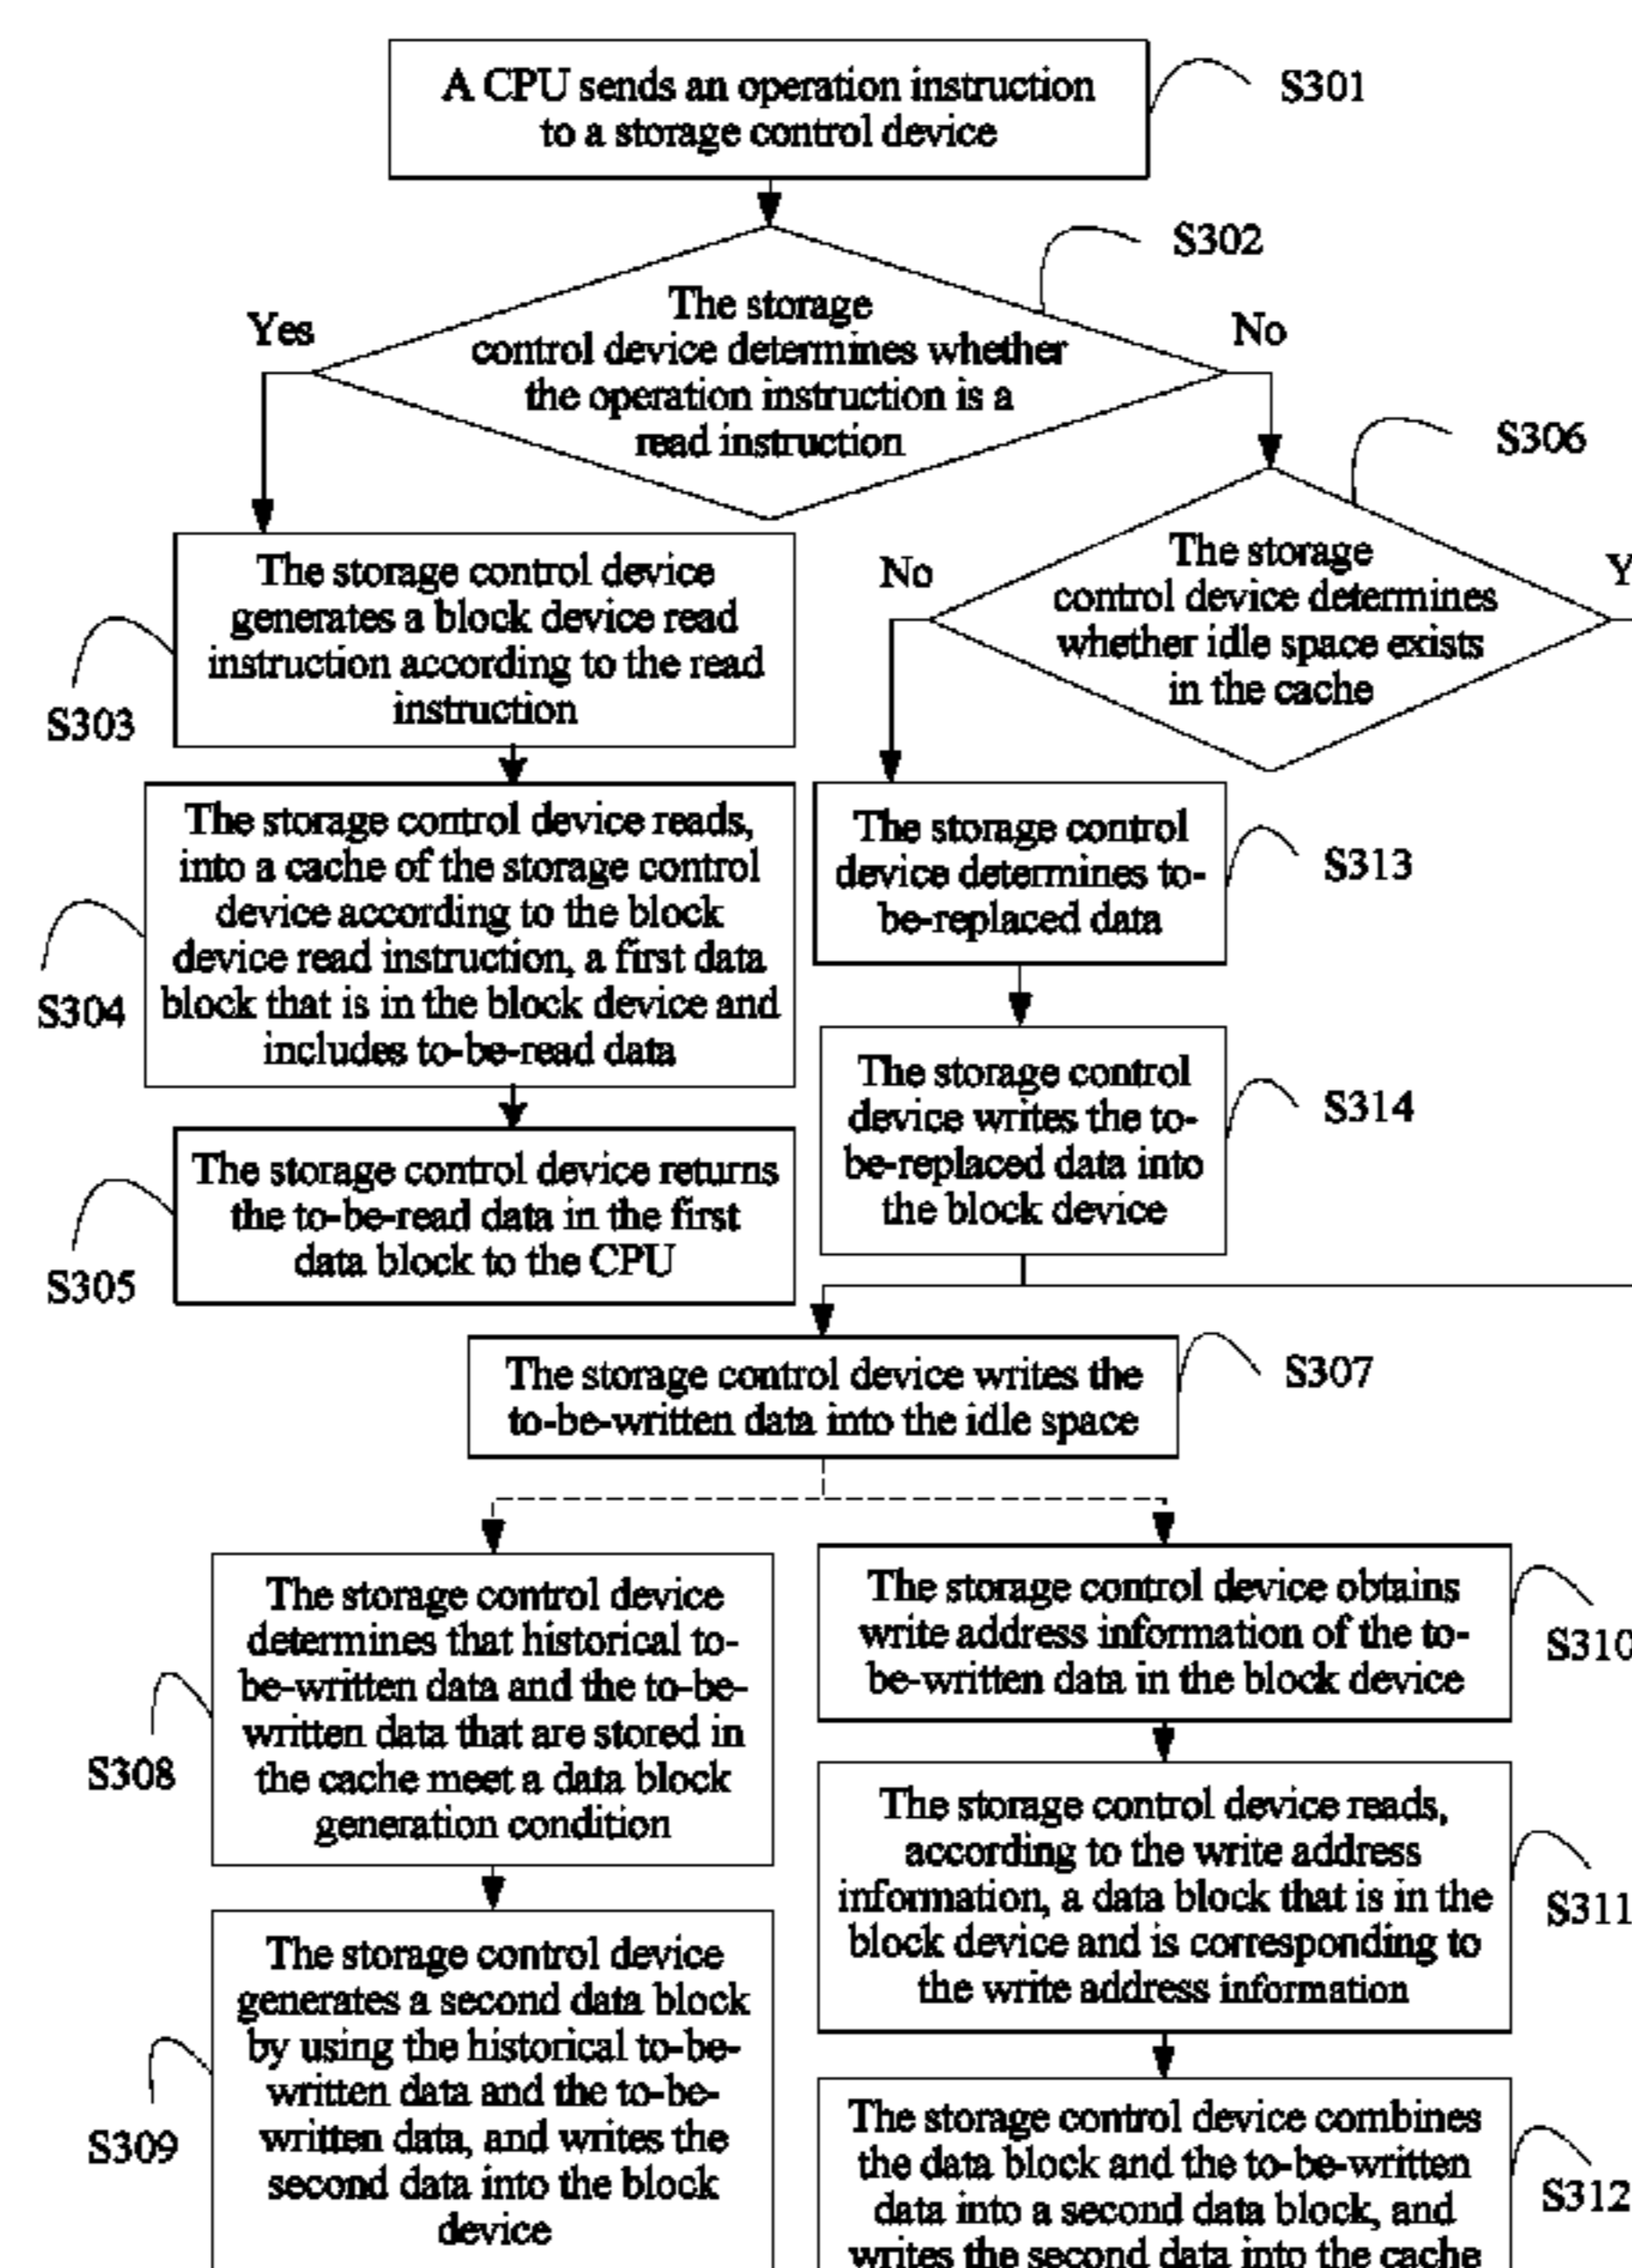 A CPU sends an operation instruction
to a storage control device
S301
The storage
control device determines whether
the operation instruction is a
read instruction
S302
Yes
No
The storage control device
generates a block device read
instruction according to the read
instruction
S303
The storage control device reads,
into a cache of the storage control
device according to the block
device read instruction, a first data
block that is in the block device and
includes to-be-read data
S304
The storage control device returns
the to-be-read data in the first
data block to the CPU
S305
The storage
control device determines
whether idle space exists
in the cache
S306
No
Y
The storage control
device determines to-
be-replaced data
S313
The storage control
device writes the to-
be-replaced data into
the block device
S314
The storage control device writes the
to-be-written data into the idle space
S307
The storage control device
determines that historical to-
be-written data and the to-be-
written data that are stored in
the cache meet a data block
generation condition
S308
The storage control device
generates a second data block
by using the historical to-be-
written data and the to-be-
written data, and writes the
second data into the block
device
S309
The storage control device obtains
write address information of the to-
be-written data in the block device
S310
The storage control device reads,
according to the write address
information, a data block that is in the
block device and is corresponding to
the write address information
S311
The storage control device combines
the data block and the to-be-written
data into a second data block, and
writes the second data into the cache
S312